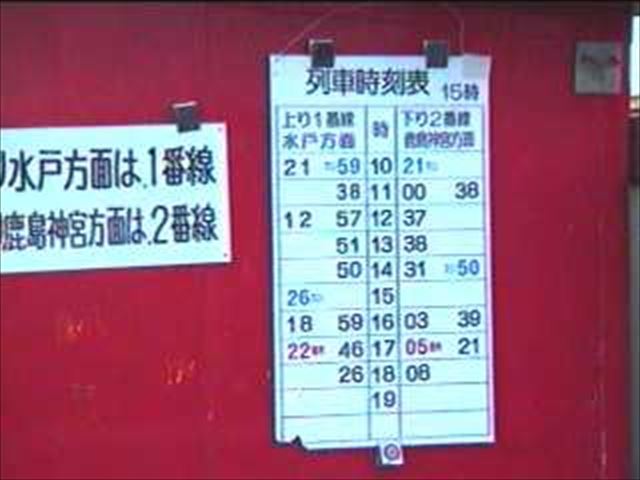 水戸方面は.1番線
鹿島神宮方面は.2番線
列車時刻表 15時
上り1番線 時 下り2番線
水戸方面 鹿島神宮方面
21 59 10 21
38 11 00 38
12 57 12 37
51 13 38
50 14 31 50
26 15
18 59 16 03 39
22 46 17 05 21
26 18 08
19